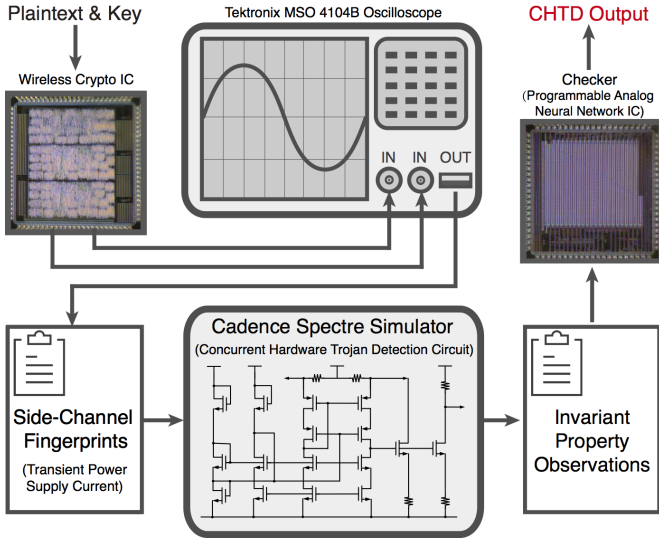 Plaintext & Key
Wireless Crypto IC
Tektronix MSO 4104B Oscilloscope
IN IN OUT
CHTD Output
Checker
(Programmable Analog
Neural Network IC)
Side-Channel
Fingerprints
(Transient Power
Supply Current)
Cadence Spectre Simulator
(Concurrent Hardware Trojan Detection Circuit)
Invariant
Property
Observations